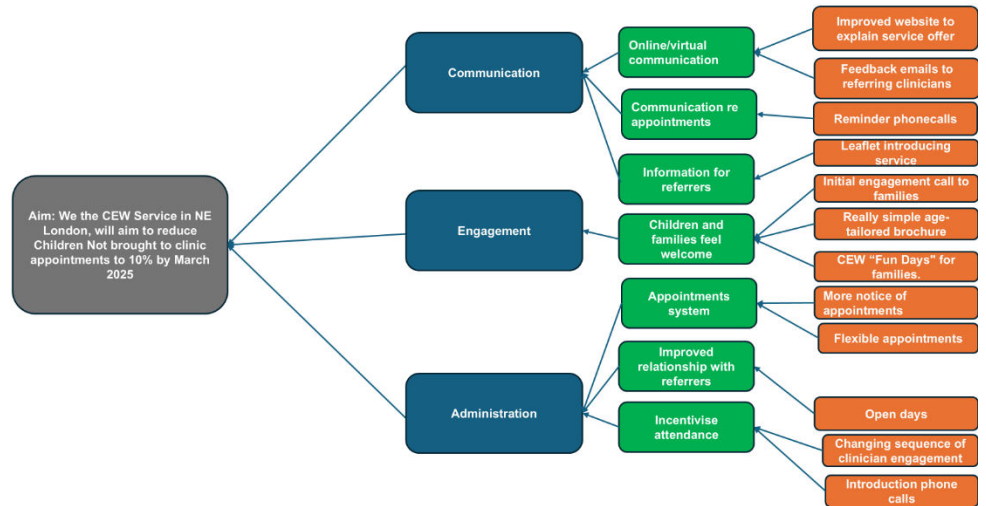 Aim: We the CEW Service in NE
London, will aim to reduce
Children Not brought to clinic
appointments to 10% by March
2025
Communication
Engagement
Administration
Online/virtual
communication
Communication re
appointments
Information for
referrers
Children and
families feel
welcome
Appointments
system
Improved
relationship with
referrers
Incentivise
attendance
Improved website to
explain service offer
Feedback emails to
referring clinicians
Reminder phonecalls
Leaflet introducing
service
Initial engagement call to
families
Really simple age-
tailored brochure
CEW “Fun Days" for
families.
More notice of
appointments
Flexible appointments
Open days
Changing sequence of
clinician engagement
Introduction phone
calls